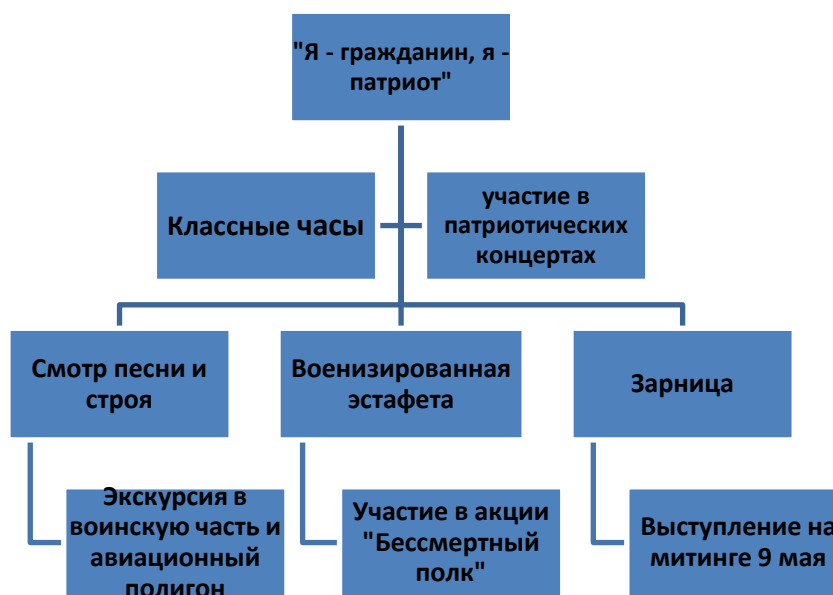 "Я - гражданин, я -
патриот"
Классные часы
участие в
патриотических
концертах
Смотр песни и
строя
Военизированная
эстафета
Зарница
Экскурсия в
воинскую часть и
авиационный
полигон
Участие в акции
"Бессмертный
полк"
Выступление на
митинге 9 мая